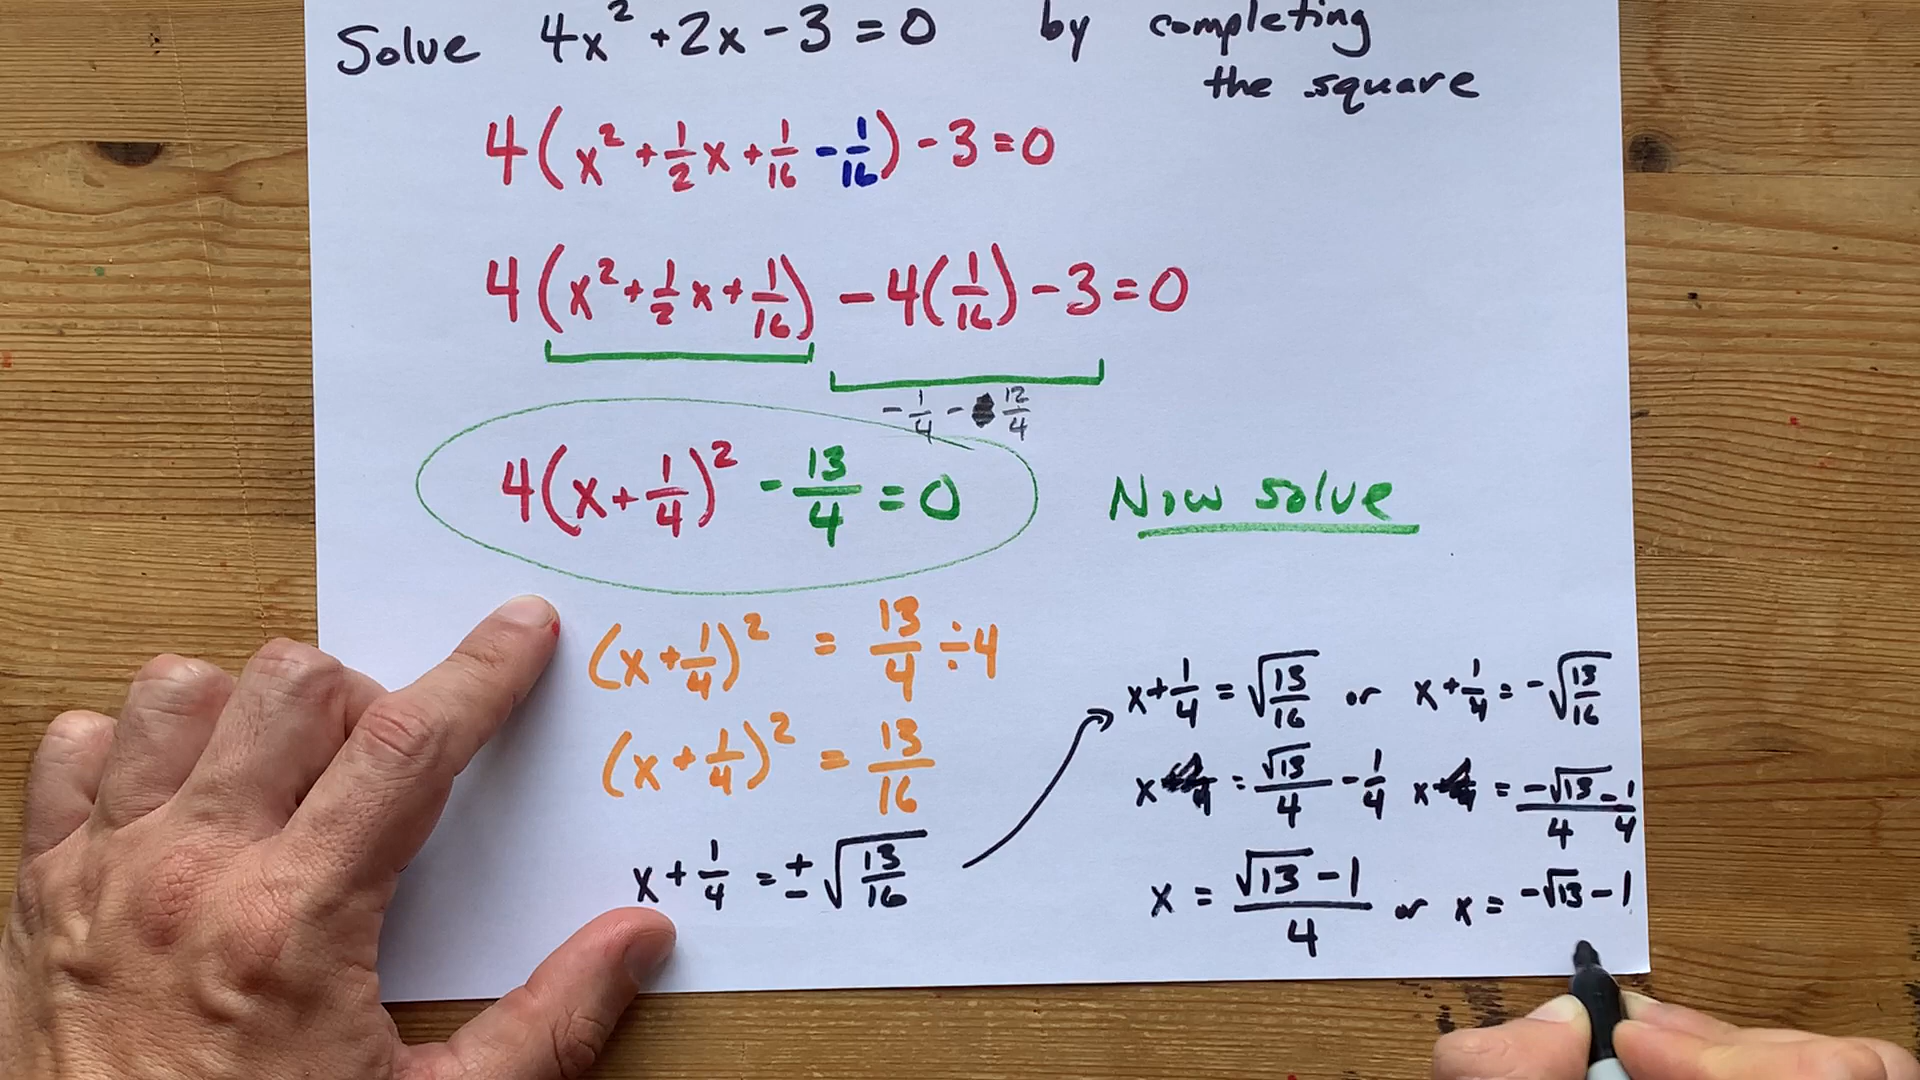 Solve 4x² + 2x - 3 = 0 by completing
the square
4(x² + 1/2 x + 1/16 - 1/16) - 3 = 0
4(x² + 1/2 x + 1/16) - 4(1/16) - 3 = 0
- 1/4 - 12/4
4(x + 1/4)² - 13/4 = 0 Now solve
(x + 1/4)² = 13/4 ÷ 4
(x + 1/4)² = 13/16
x + 1/4 = ± √(13/16)
x + 1/4 = √(13/16) or x + 1/4 = -√(13/16)
x = √13/4 - 1/4 x = -√13/4 - 1/4
x = (√13 - 1)/4 or x = -√13 - 1